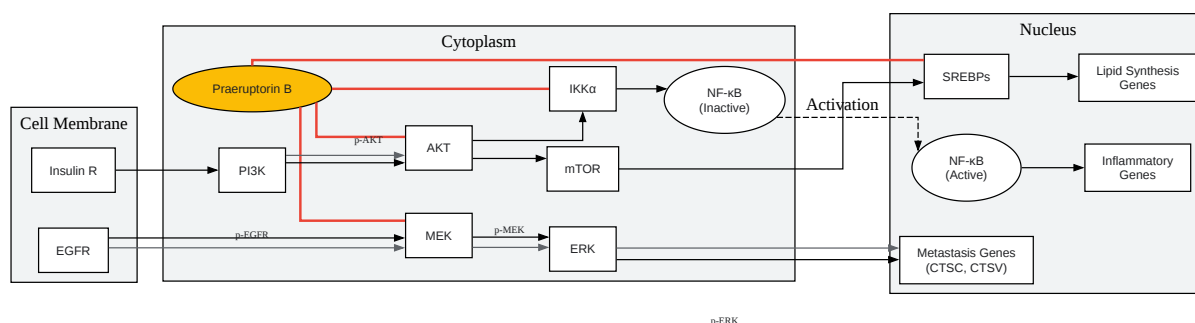 Cell Membrane
Insulin R
EGFR
Cytoplasm
Praeruptorin B
PI3K
p-AKT
AKT
IKKα
mTOR
NF-κB
(Inactive)
p-EGFR
MEK
p-MEK
ERK
Activation
Nucleus
SREBPs
Lipid Synthesis
Genes
NF-κB
(Active)
Inflammatory
Genes
Metastasis Genes
(CTSC, CTSV)
p-ERK